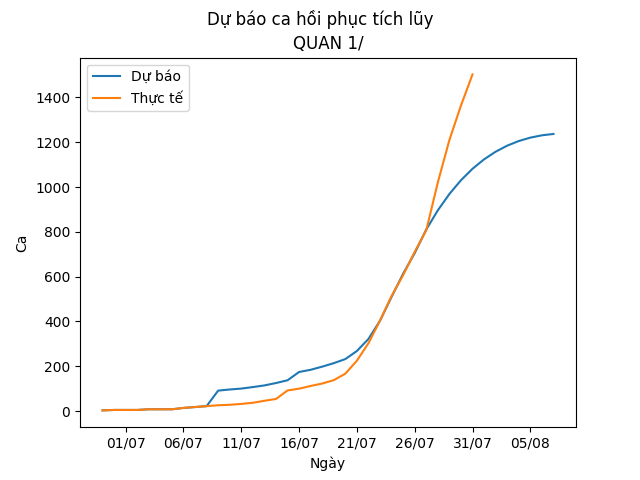 Dự báo ca hồi phục tích lũy
QUAN 1/
Dự báo
Thực tế
1400
1200
1000
800
600
400
200
0
Ca
01/07 06/07 11/07 16/07 21/07 26/07 31/07 05/08
Ngày